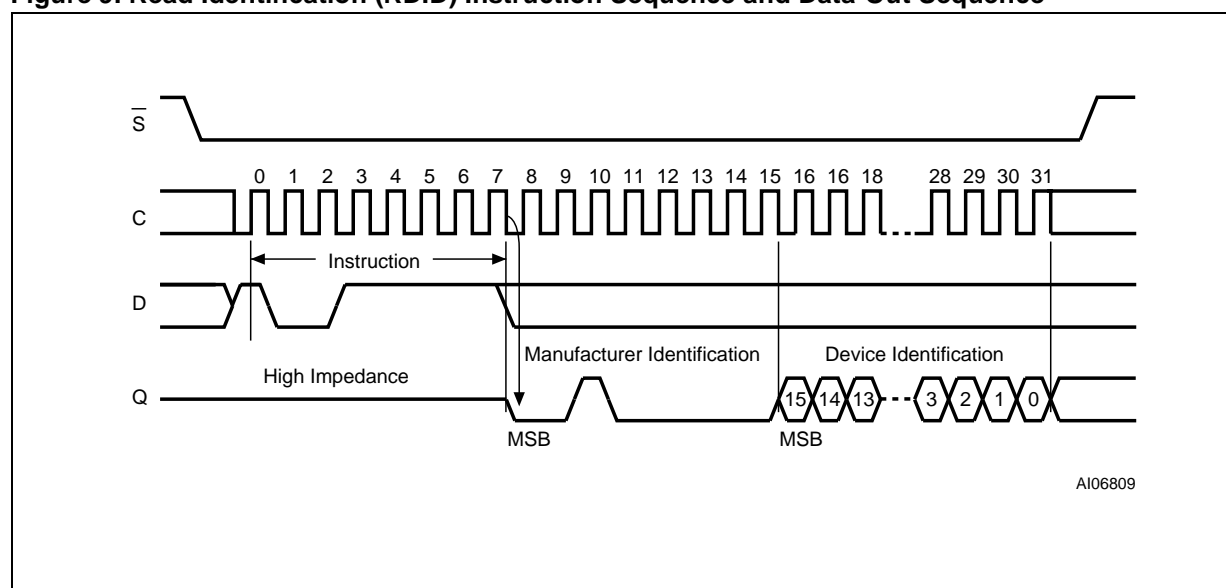 Figure Read Identification (RDID) Instruction Sequence and Data-Out Sequence
S̅
0 1 2 3 4 5 6 7 8 9 10 11 12 13 14 15 16 16 18 28 29 30 31
C
Instruction
D
Manufacturer Identification Device Identification
High Impedance
Q 15 14 13 3 2 1 0
MSB MSB
AI06809